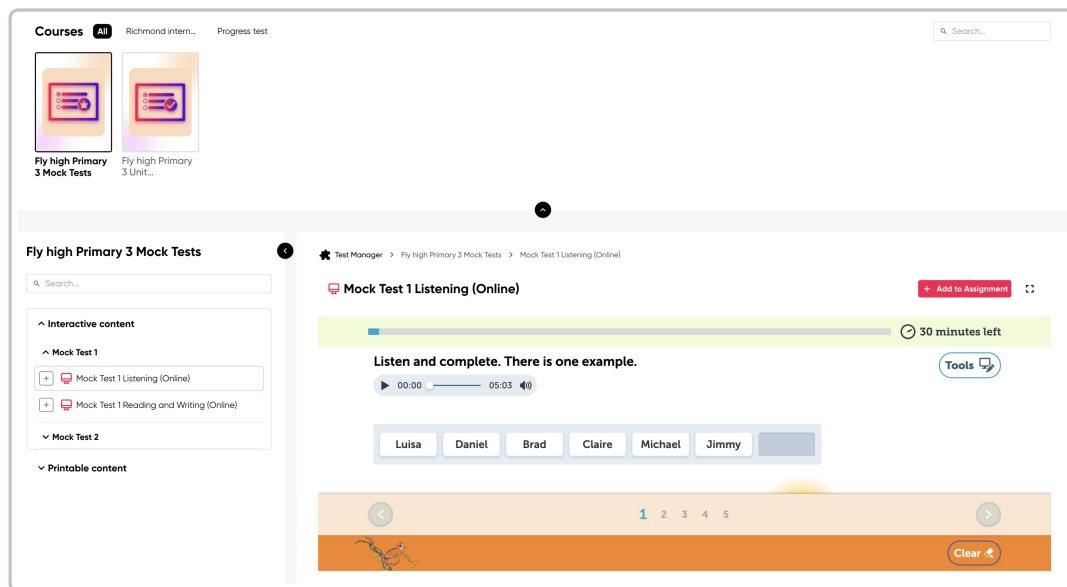 Courses All Richmond intern... Progress test Search...
Fly high Primary
3 Mock Tests
Fly high Primary
3 Unit...
Fly high Primary 3 Mock Tests
Search...
Interactive content
Mock Test 1
Mock Test 1 Listening (Online)
Mock Test 1 Reading and Writing (Online)
Mock Test 2
Printable content
Test Manager > Fly high Primary 3 Mock Tests > Mock Test 1 Listening (Online)
Mock Test 1 Listening (Online)
+ Add to Assignment
30 minutes left
Listen and complete. There is one example.
Tools
00:00 05:03
Luisa Daniel Brad Claire Michael Jimmy
1 2 3 4 5
Clear